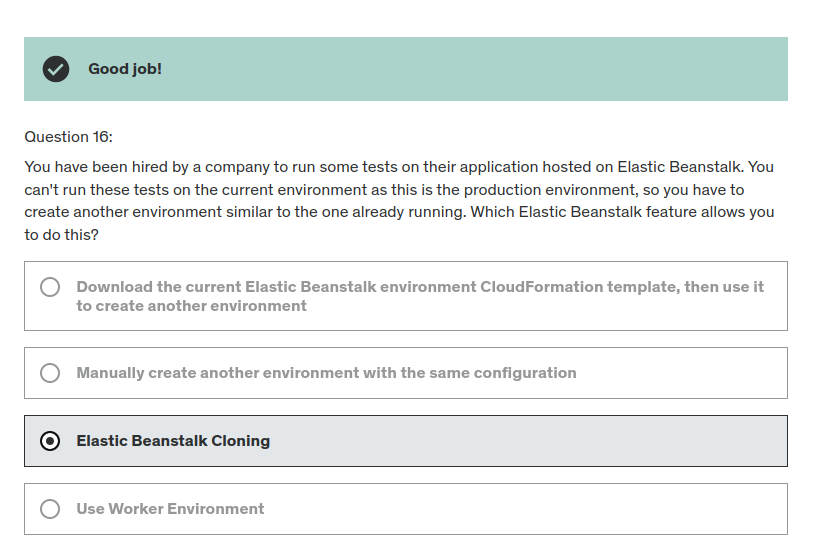 Good job!
Question 16:
You have been hired by a company to run some tests on their application hosted on Elastic Beanstalk. You
can't run these tests on the current environment as this is the production environment, so you have to
create another environment similar to the one already running. Which Elastic Beanstalk feature allows you
to do this?
Download the current Elastic Beanstalk environment CloudFormation template, then use it
to create another environment
Manually create another environment with the same configuration
Elastic Beanstalk Cloning
Use Worker Environment